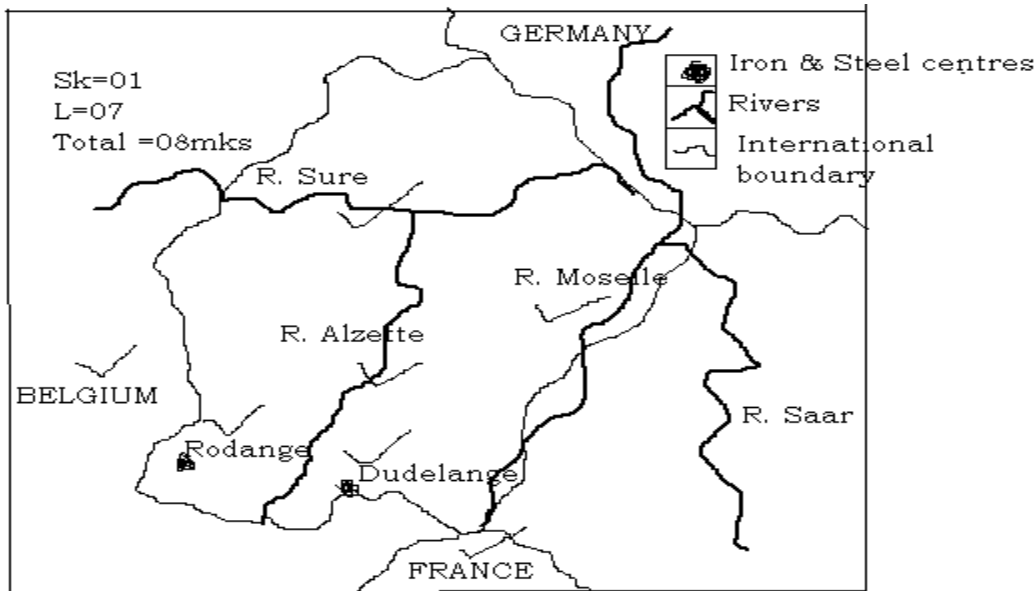 GERMANY
Iron & Steel centres
Sk=01
L=07
Total =08mks
Rivers
International
boundary
R. Sure
R. Moselle
R. Alzette
BELGIUM
R. Saar
Rodange
Dudelange
FRANCE